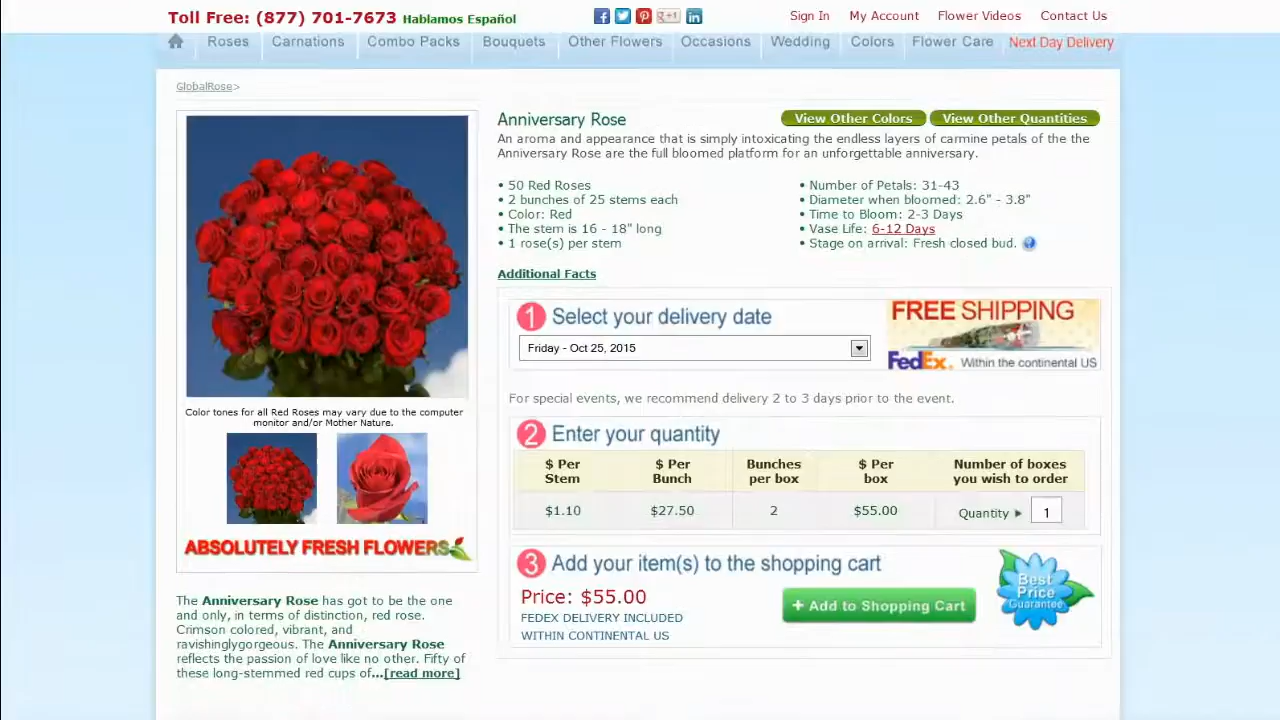 Toll Free: (877) 701-7673 Hablamos Español
g+1
Sign In My Account Flower Videos Contact Us
Roses Carnations Combo Packs Bouquets Other Flowers Occasions Wedding Colors Flower Care Next Day Delivery
GlobalRose>
Anniversary Rose
View Other Colors View Other Quantities
An aroma and appearance that is simply intoxicating the endless layers of carmine petals of the the
Anniversary Rose are the full bloomed platform for an unforgettable anniversary.
• 50 Red Roses
• 2 bunches of 25 stems each
• Color: Red
• The stem is 16 - 18" long
• 1 rose(s) per stem
• Number of Petals: 31-43
• Diameter when bloomed: 2.6" - 3.8"
• Time to Bloom: 2-3 Days
• Vase Life: 6-12 Days
• Stage on arrival: Fresh closed bud.
Additional Facts
1 Select your delivery date
Friday - Oct 25, 2015
FREE SHIPPING
FedEx. Within the continental US
For special events, we recommend delivery 2 to 3 days prior to the event.
2 Enter your quantity
$ Per Stem $ Per Bunch Bunches per box $ Per box Number of boxes you wish to order
$1.10 $27.50 2 $55.00 Quantity ▶ 1
3 Add your item(s) to the shopping cart
Price: $55.00
FEDEX DELIVERY INCLUDED
WITHIN CONTINENTAL US
+ Add to Shopping Cart
Best
Price
Guarantee
Color tones for all Red Roses may vary due to the computer
monitor and/or Mother Nature.
ABSOLUTELY FRESH FLOWERS
The Anniversary Rose has got to be the one
and only, in terms of distinction, red rose.
Crimson colored, vibrant, and
ravishinglygorgeous. The Anniversary Rose
reflects the passion of love like no other. Fifty of
these long-stemmed red cups of...[read more]